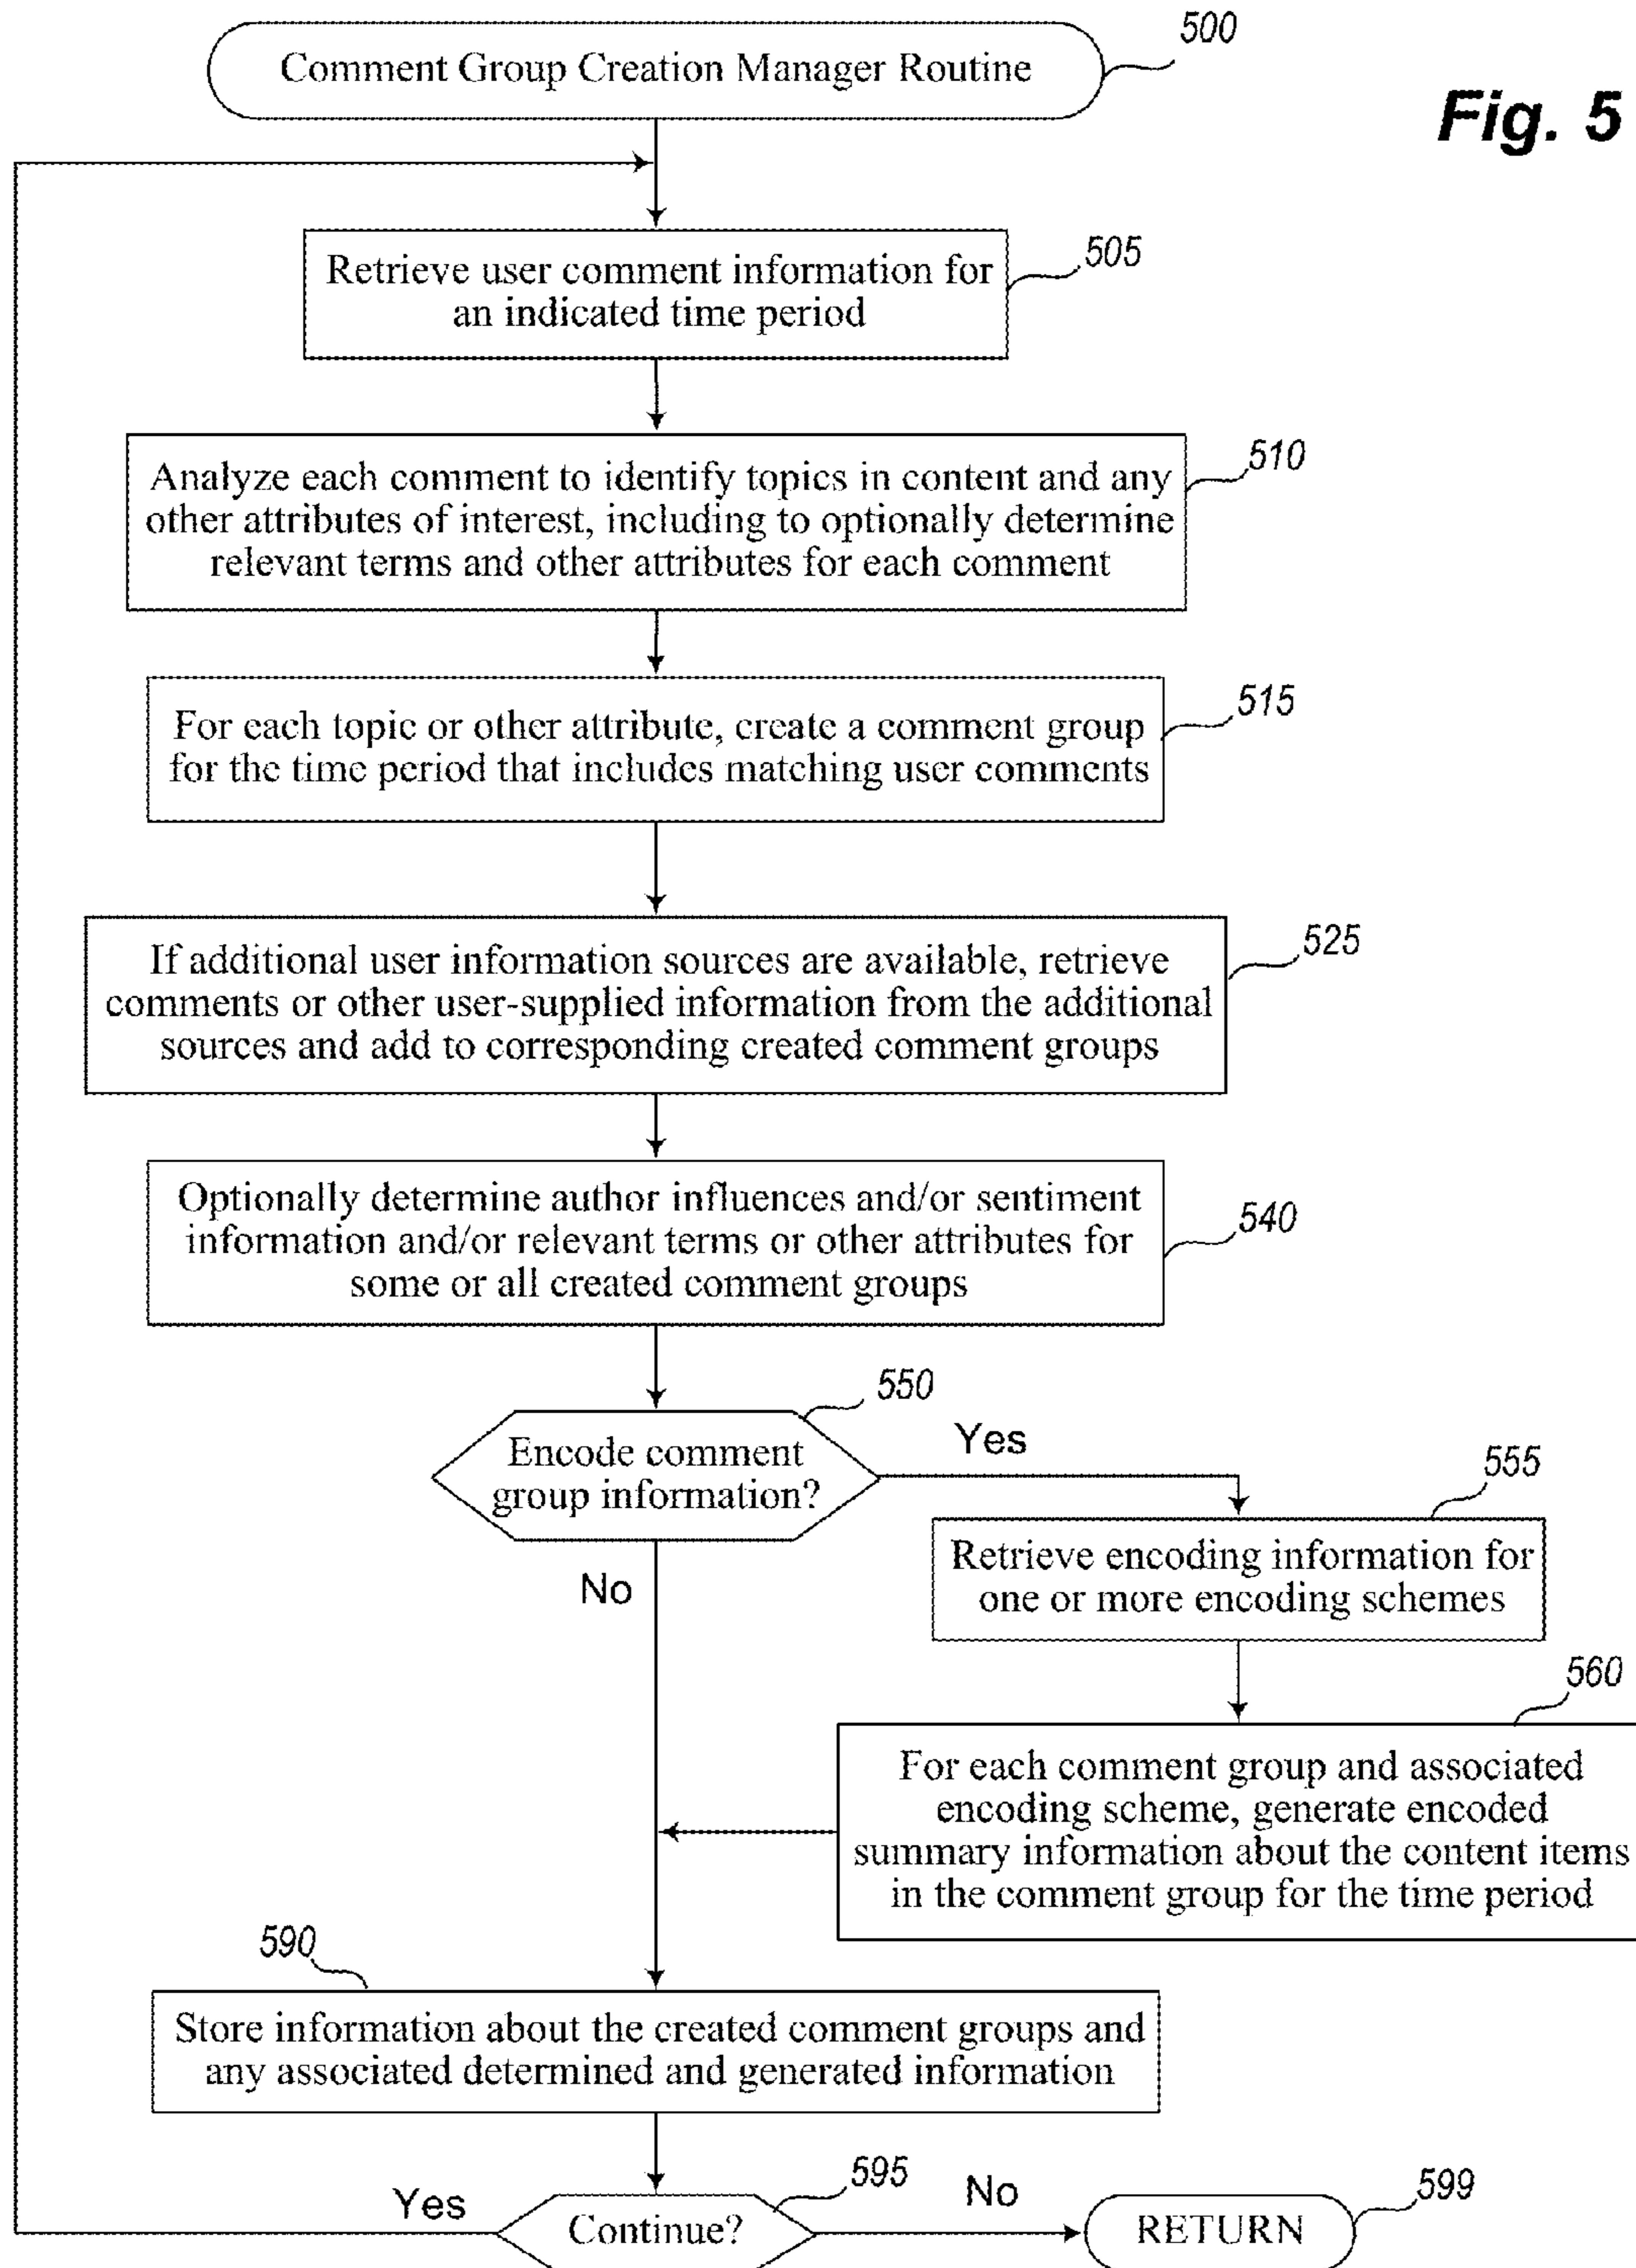 500
Comment Group Creation Manager Routine
Fig. 5
505
Retrieve user comment information for
an indicated time period
510
Analyze each comment to identify topics in content and any
other attributes of interest, including to optionally determine
relevant terms and other attributes for each comment
515
For each topic or other attribute, create a comment group
for the time period that includes matching user comments
525
If additional user information sources are available, retrieve
comments or other user-supplied information from the additional
sources and add to corresponding created comment groups
540
Optionally determine author influences and/or sentiment
information and/or relevant terms or other attributes for
some or all created comment groups
550
Encode comment
group information?
Yes
No
555
Retrieve encoding information for
one or more encoding schemes
560
For each comment group and associated
encoding scheme, generate encoded
summary information about the content items
in the comment group for the time period
590
Store information about the created comment groups and
any associated determined and generated information
595
Yes
Continue?
No
599
RETURN